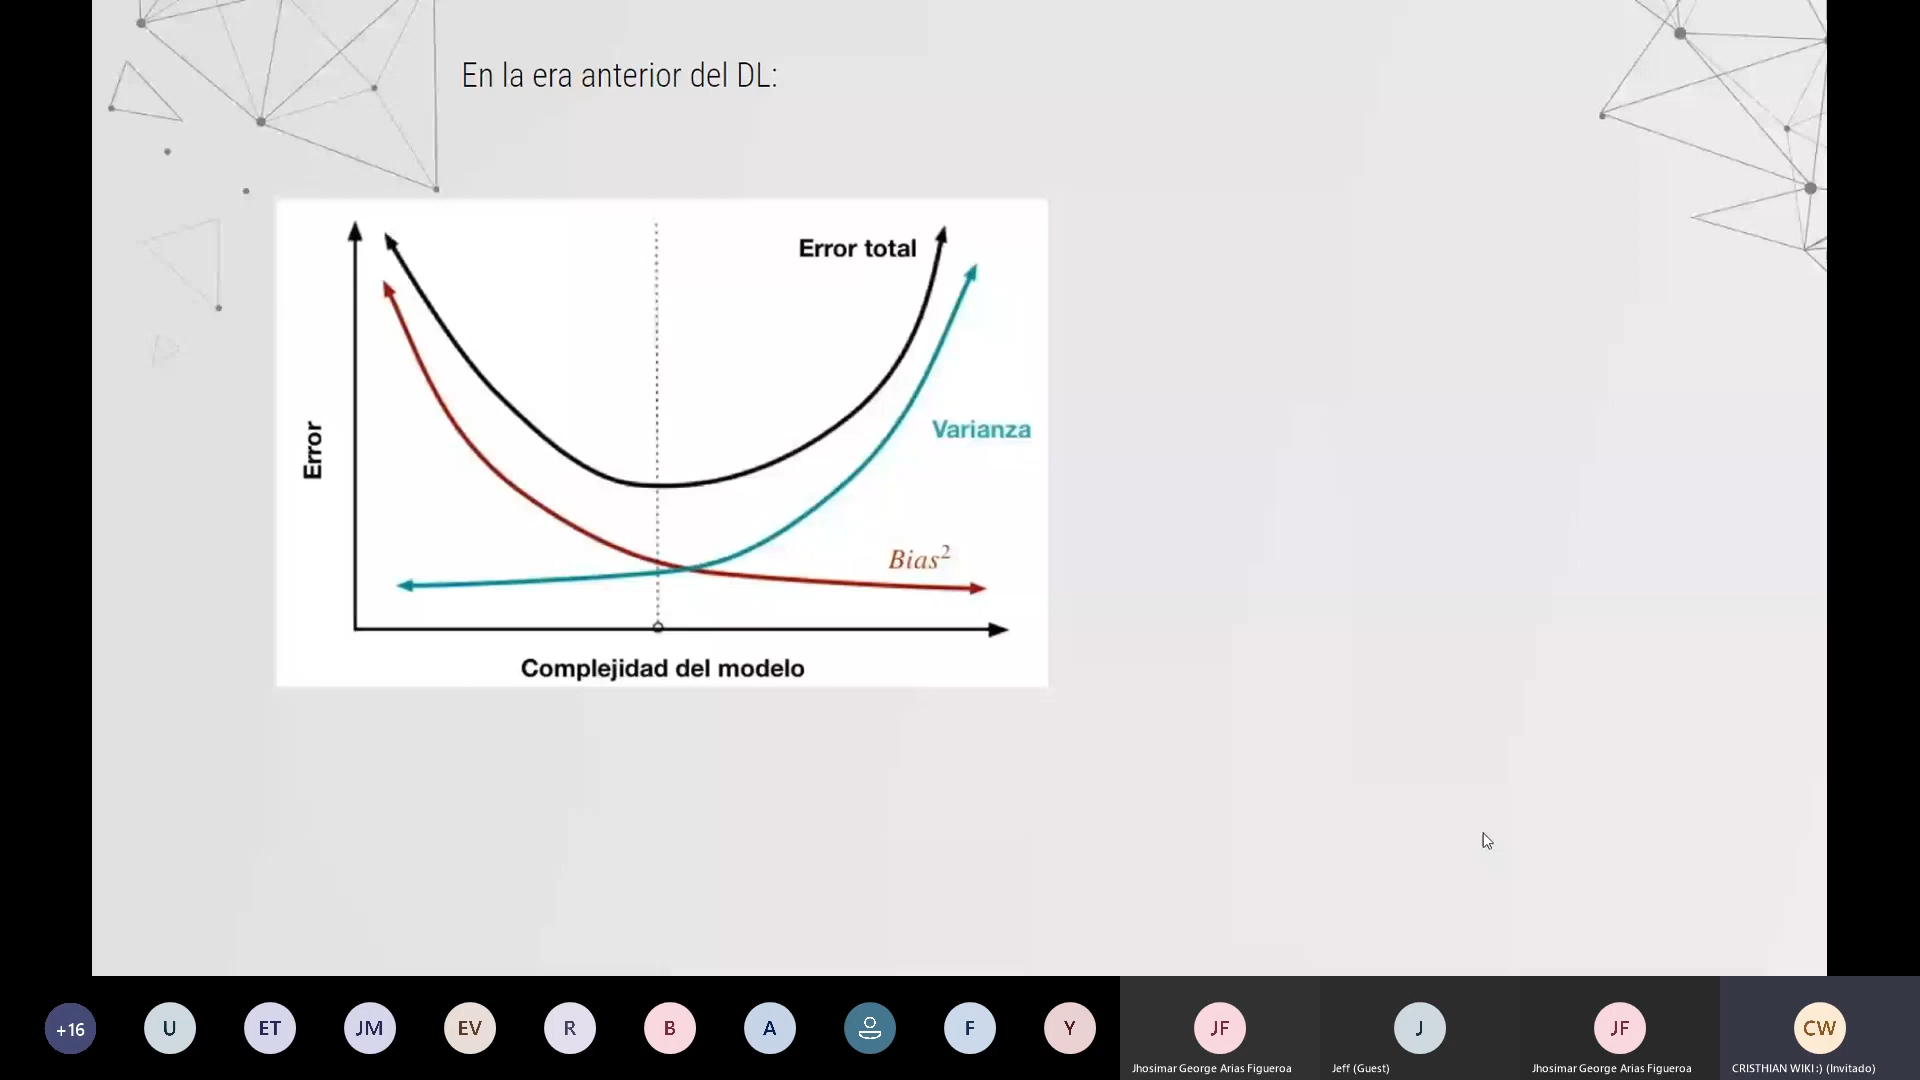 En la era anterior del DL:
Error total
Varianza
Error
Bias²
Complejidad del modelo
+16
U
ET
JM
EV
R
B
A
F
Y
JF
J
JF
CW
Jhosimar George Arias Figueroa
Jeff (Guest)
Jhosimar George Arias Figueroa
CRISTHIAN WIKI :) (Invitado)